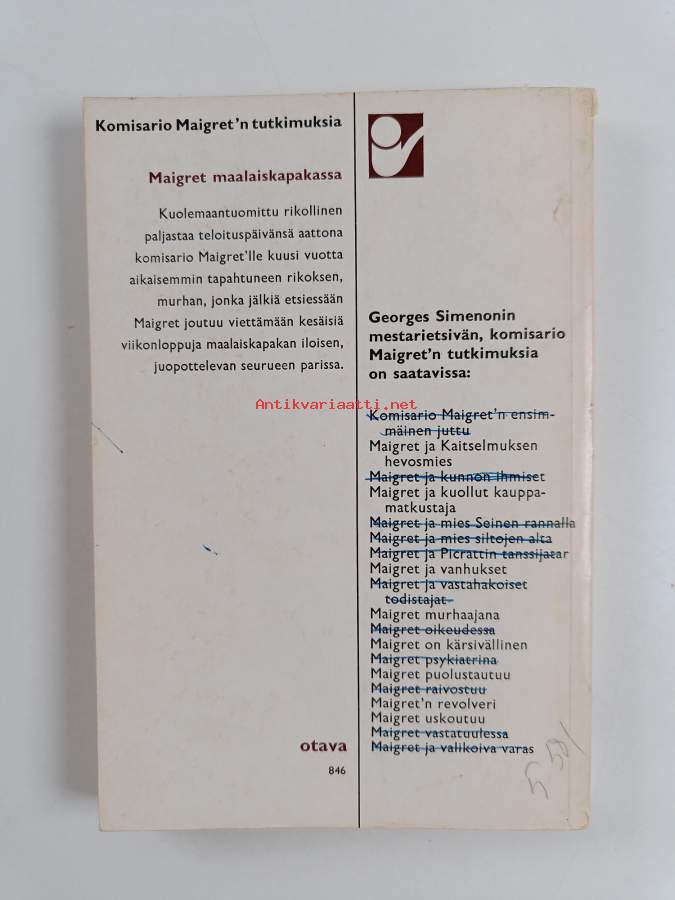 Komisario Maigret'n tutkimuksia
Maigret maalaiskapakassa
Kuolemaantuomittu rikollinen
paljastaa teloituspäivänsä aattona
komisario Maigret'lle kuusi vuotta
aikaisemmin tapahtuneen rikoksen,
murhan, jonka jälkiä etsiessään
Maigret joutuu viettämään kesäisiä
viikonloppuja maalaiskapakan iloisen,
juopottelevan seurueen parissa.
otava
846
Georges Simenonin
mestarietsivän, komisario
Maigret'n tutkimuksia
on saatavissa:
Komisario Maigret'n ensim-
mäinen juttu
Maigret ja Kaitselmuksen
hevosmies
Maigret ja kunnon ihmiset
Maigret ja kuollut kauppa-
matkustaja
Maigret ja mies Seinen rannalla
Maigret ja mies siltojen alta
Maigret ja Picrattin tanssijatar
Maigret ja vanhukset
Maigret ja vastahakoiset
todistajat
Maigret murhaajana
Maigret oikeudessa
Maigret on kärsivällinen
Maigret psykiatrina
Maigret puolustautuu
Maigret raivostuu
Maigret'n revolveri
Maigret uskoutuu
Maigret vastatuulessa
Maigret ja valikoiva varas
Antikvariaatti.net